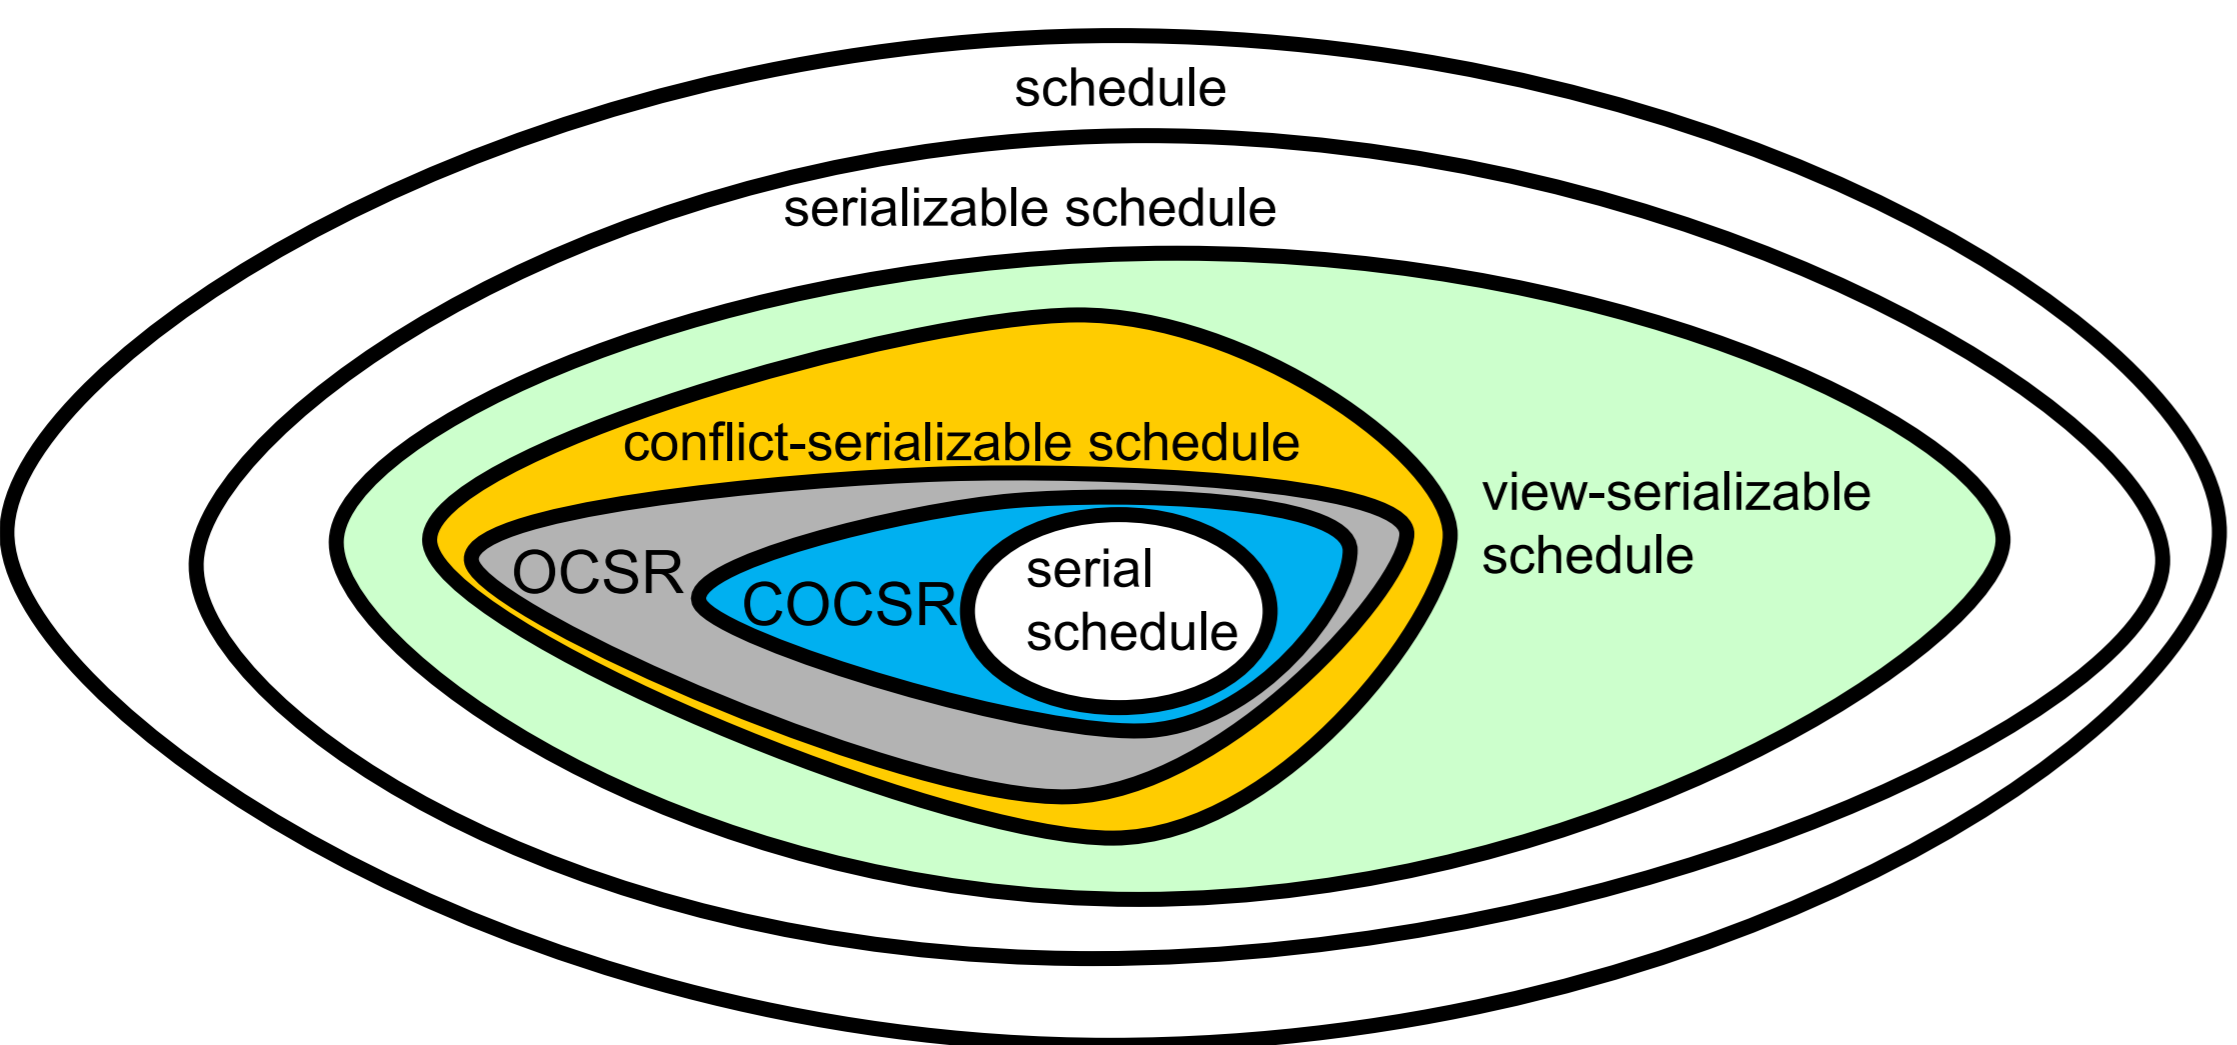 schedule
serializable schedule
conflict-serializable schedule
view-serializable
schedule
OCSR
COCSR
serial
schedule